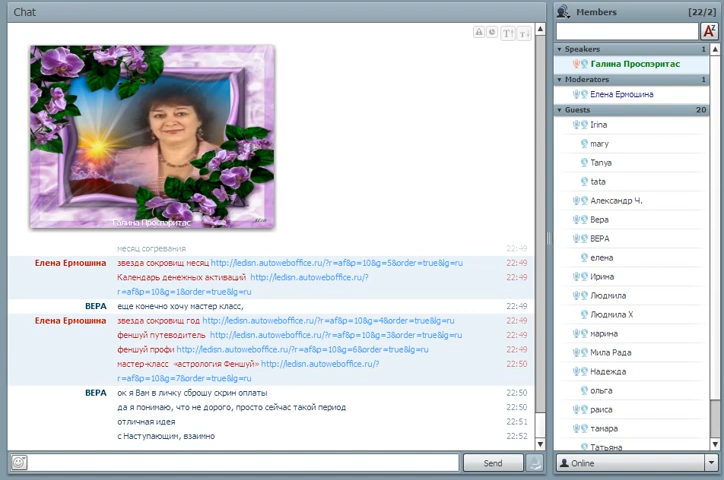 Chat
Members [22/2]
Галина Проспэритас
месяц согревания 22:49
Елена Ермошина звезда сокровищ месяц http://ledisn.autoweboffice.ru/?r=af&p=10&g=5&order=true&lg=ru 22:49
Календарь денежных активаций http://ledisn.autoweboffice.ru/? 22:49
r=af&p=10&g=1&order=true&lg=ru
ВЕРА еще конечно хочу мастер класс, 22:49
Елена Ермошина звезда сокровищ год http://ledisn.autoweboffice.ru/?r=af&p=10&g=4&order=true&lg=ru 22:49
феншуй путеводитель http://ledisn.autoweboffice.ru/?r=af&p=10&g=3&order=true&lg=ru 22:49
феншуй профи http://ledisn.autoweboffice.ru/?r=af&p=10&g=6&order=true&lg=ru 22:49
мастер-класс «астрология Феншуй» http://ledisn.autoweboffice.ru/? 22:50
r=af&p=10&g=7&order=true&lg=ru
ВЕРА ок я Вам в личку сброшу скрин оплаты 22:50
да я понимаю, что не дорого, просто сейчас такой период 22:50
отличная идея 22:51
с Наступающим, взаимно 22:52
Send
Speakers 1
Галина Проспэритас
Moderators 1
Елена Ермошина
Guests 20
Irina
mary
Tanya
tata
Александр Ч.
Вера
ВЕРА
елена
Ирина
Людмила
Людмила Х
марина
Мила Рада
Надежда
ольга
раиса
тамара
Татьяна
Online